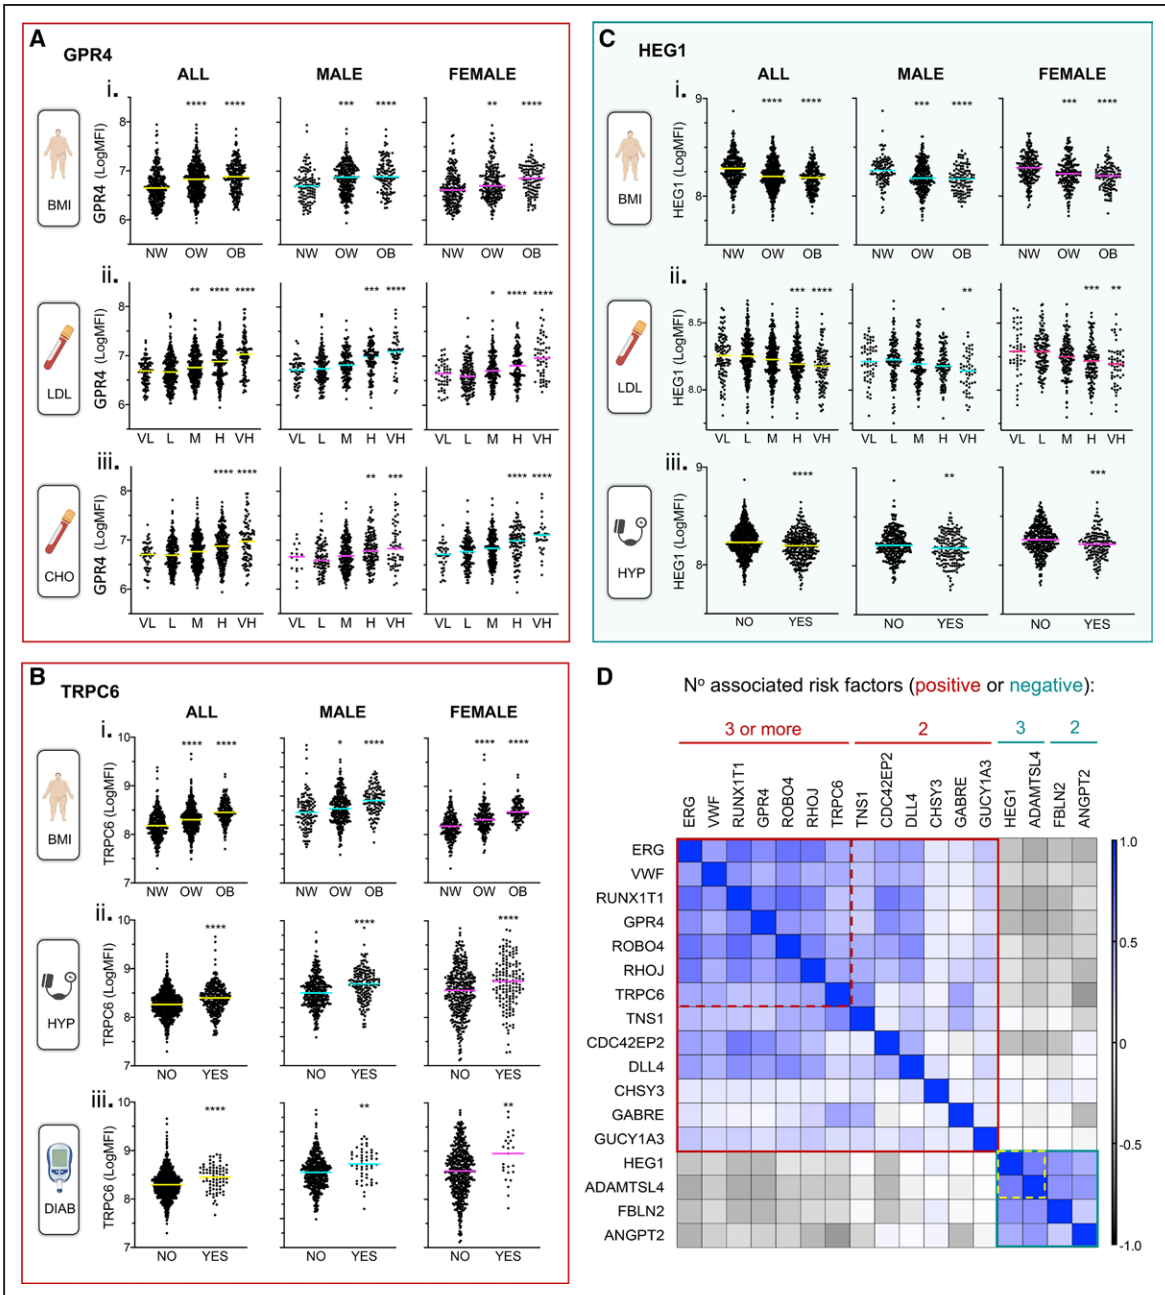 A
GPR4
ALL MALE FEMALE
i.
BMI
GPR4 (LogMFI)
8
7
6
**** ****
*** ****
** ****
NW OW OB NW OW OB NW OW OB
ii.
LDL
GPR4 (LogMFI)
8
7
6
** **** ****
*** ****
* **** ****
VL L M H VH VL L M H VH VL L M H VH
iii.
CHO
GPR4 (LogMFI)
8
7
6
**** ****
** ***
**** ****
VL L M H VH VL L M H VH VL L M H VH
B
TRPC6
ALL MALE FEMALE
i.
BMI
TRPC6 (LogMFI)
10
9
8
7
**** ****
* ****
**** ****
NW OW OB NW OW OB NW OW OB
ii.
HYP
TRPC6 (LogMFI)
10
9
8
7
****
****
****
NO YES NO YES NO YES
iii.
DIAB
TRPC6 (LogMFI)
10
9
8
7
****
**
**
NO YES NO YES NO YES
C
HEG1
ALL MALE FEMALE
i.
BMI
HEG1 (LogMFI)
9
8
**** ****
*** ****
*** ****
NW OW OB NW OW OB NW OW OB
ii.
LDL
HEG1 (LogMFI)
8.5
8.0
*** ****
**
*** **
VL L M H VH VL L M H VH VL L M H VH
iii.
HYP
HEG1 (LogMFI)
9
8
****
**
***
NO YES NO YES NO YES
D
Nº associated risk factors (positive or negative):
3 or more 2 3 2
ERG VWF RUNX1T1 GPR4 ROBO4 RHOJ TRPC6 TNS1 CDC42EP2 DLL4 CHSY3 GABRE GUCY1A3 HEG1 ADAMTSL4 FBLN2 ANGPT2
ERG
VWF
RUNX1T1
GPR4
ROBO4
RHOJ
TRPC6
TNS1
CDC42EP2
DLL4
CHSY3
GABRE
GUCY1A3
HEG1
ADAMTSL4
FBLN2
ANGPT2
1.0
0.5
0
-0.5
-1.0